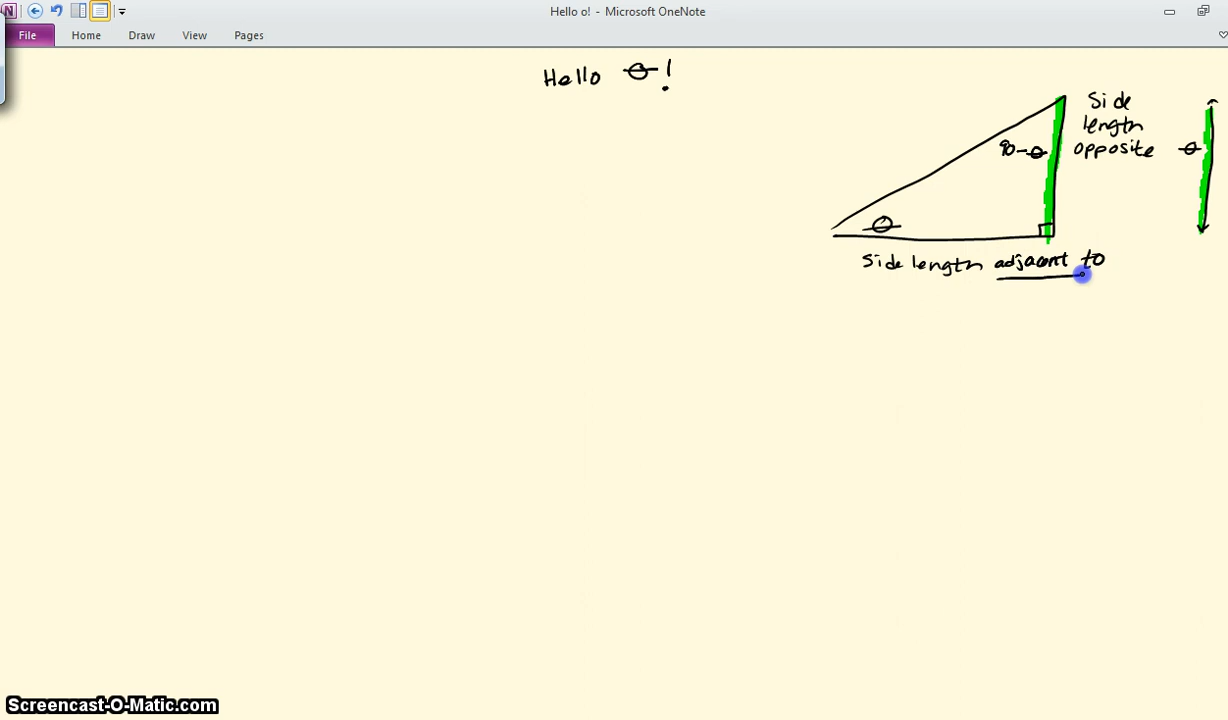 Hello o! - Microsoft OneNote
File Home Draw View Pages
Hello θ!
Side
length
opposite θ
90-θ
θ
Side length adjacent to
Screencast-O-Matic.com